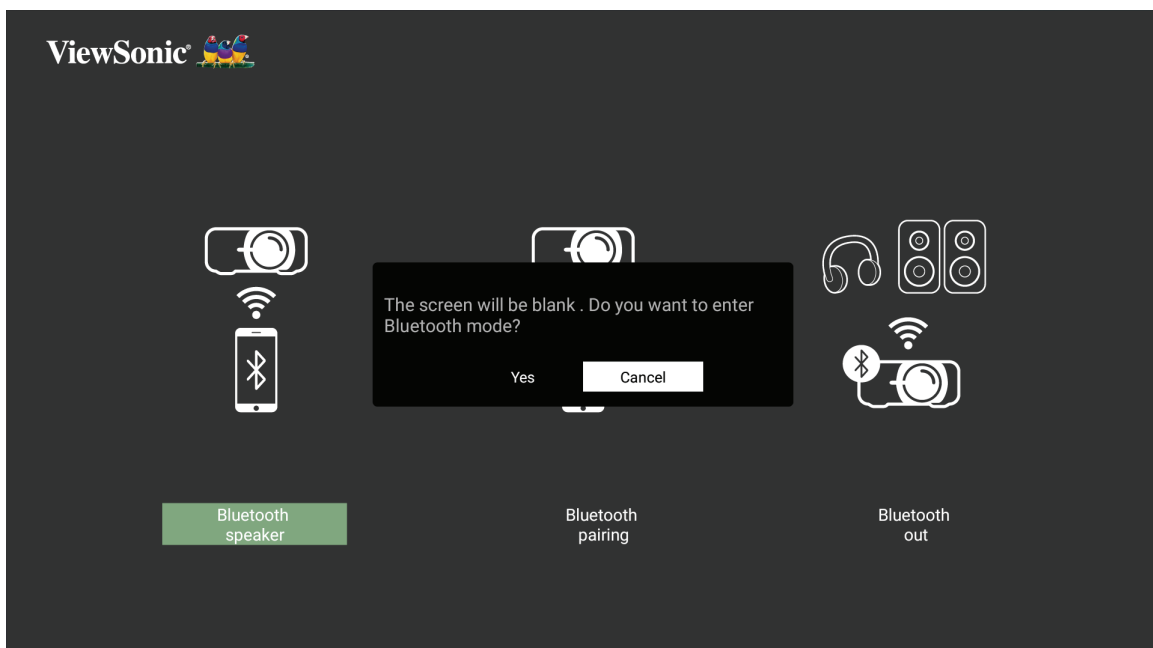 ViewSonic®
The screen will be blank . Do you want to enter
Bluetooth mode?
Yes
Cancel
Bluetooth
speaker
Bluetooth
pairing
Bluetooth
out